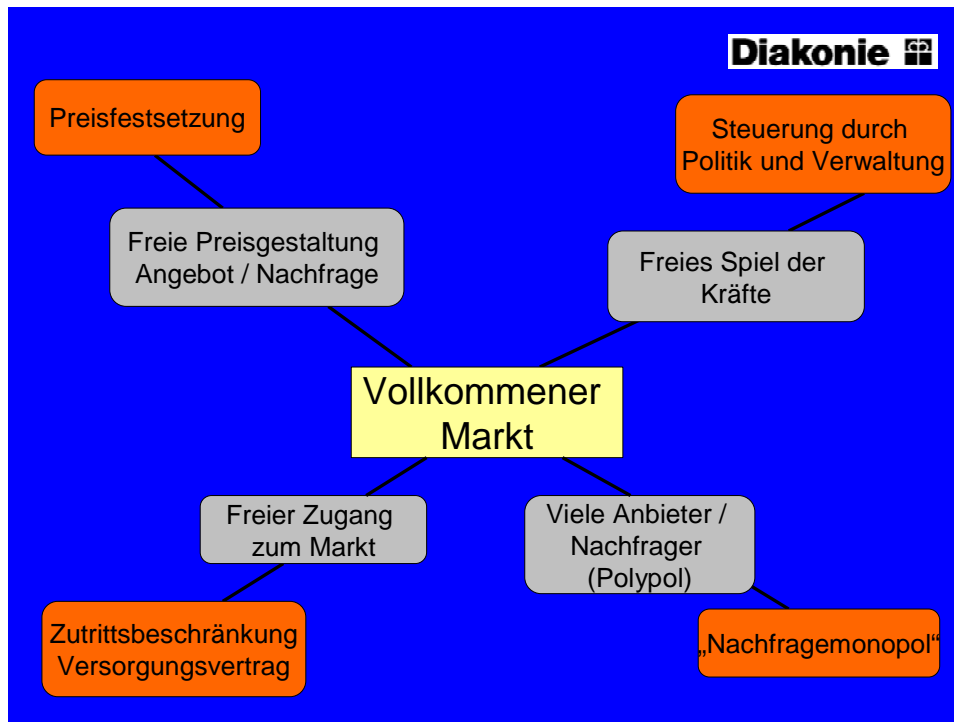 Diakonie
Preisfestsetzung
Steuerung durch
Politik und Verwaltung
Freie Preisgestaltung
Angebot / Nachfrage
Freies Spiel der
Kräfte
Vollkommener
Markt
Freier Zugang
zum Markt
Viele Anbieter /
Nachfrager
(Polypol)
Zutrittsbeschränkung
Versorgungsvertrag
„Nachfragemonopol“